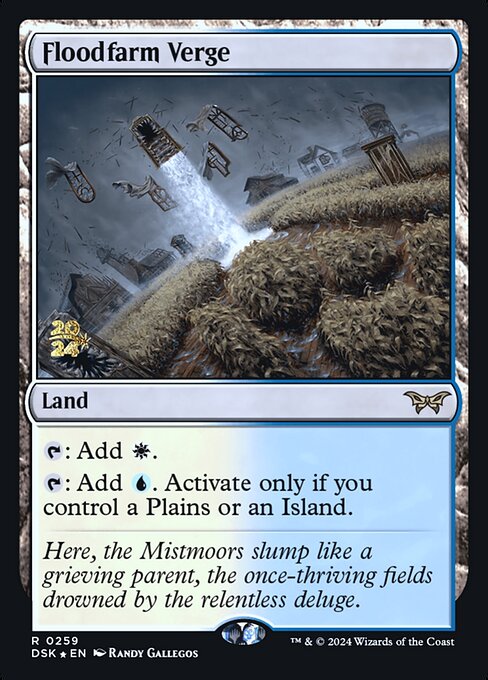 Floodfarm Verge
20
24
Land
: Add .
: Add . Activate only if you
control a Plains or an Island.
Here, the Mistmoors slump like a
grieving parent, the once-thriving fields
drowned by the relentless deluge.
R 0259
DSK ★ EN RANDY GALLEGOS
™ & © 2024 Wizards of the Coast